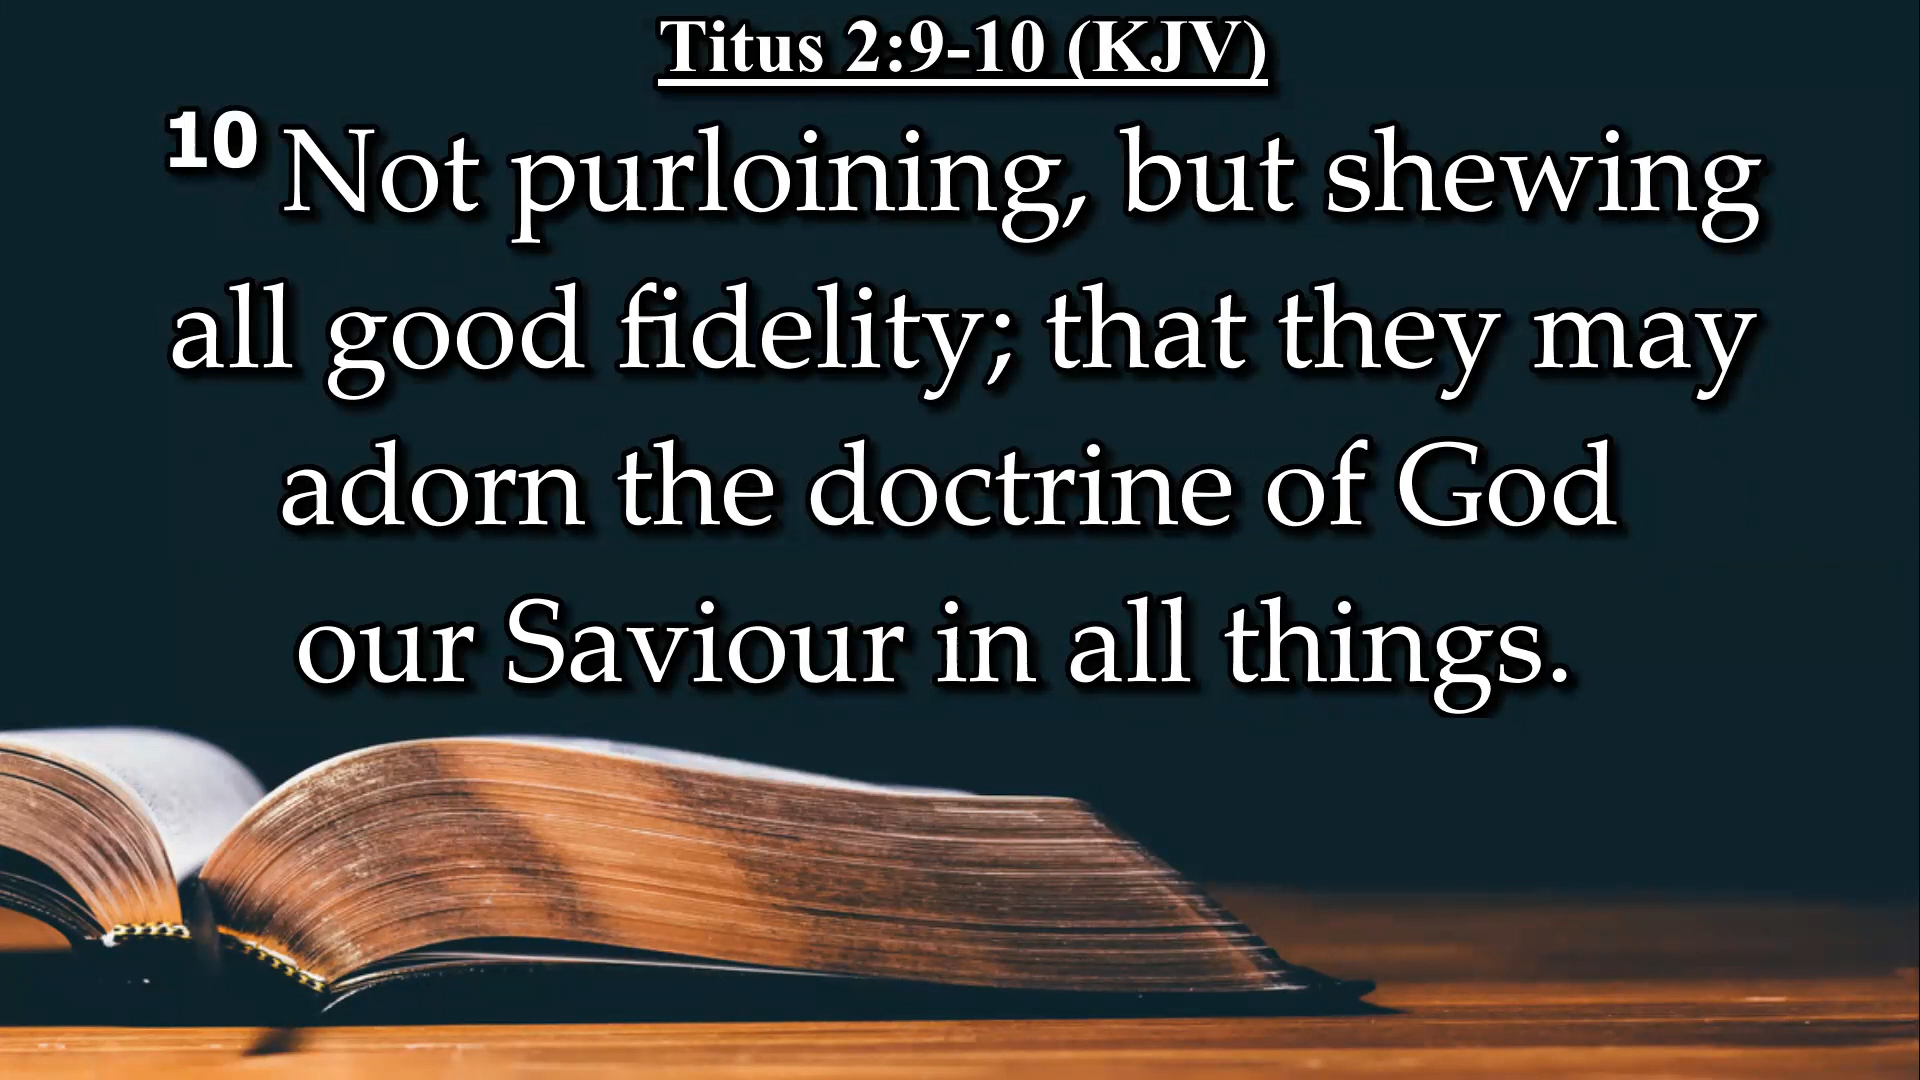 Titus 2:9-10 (KJV)
10 Not purloining, but shewing
all good fidelity; that they may
adorn the doctrine of God
our Saviour in all things.